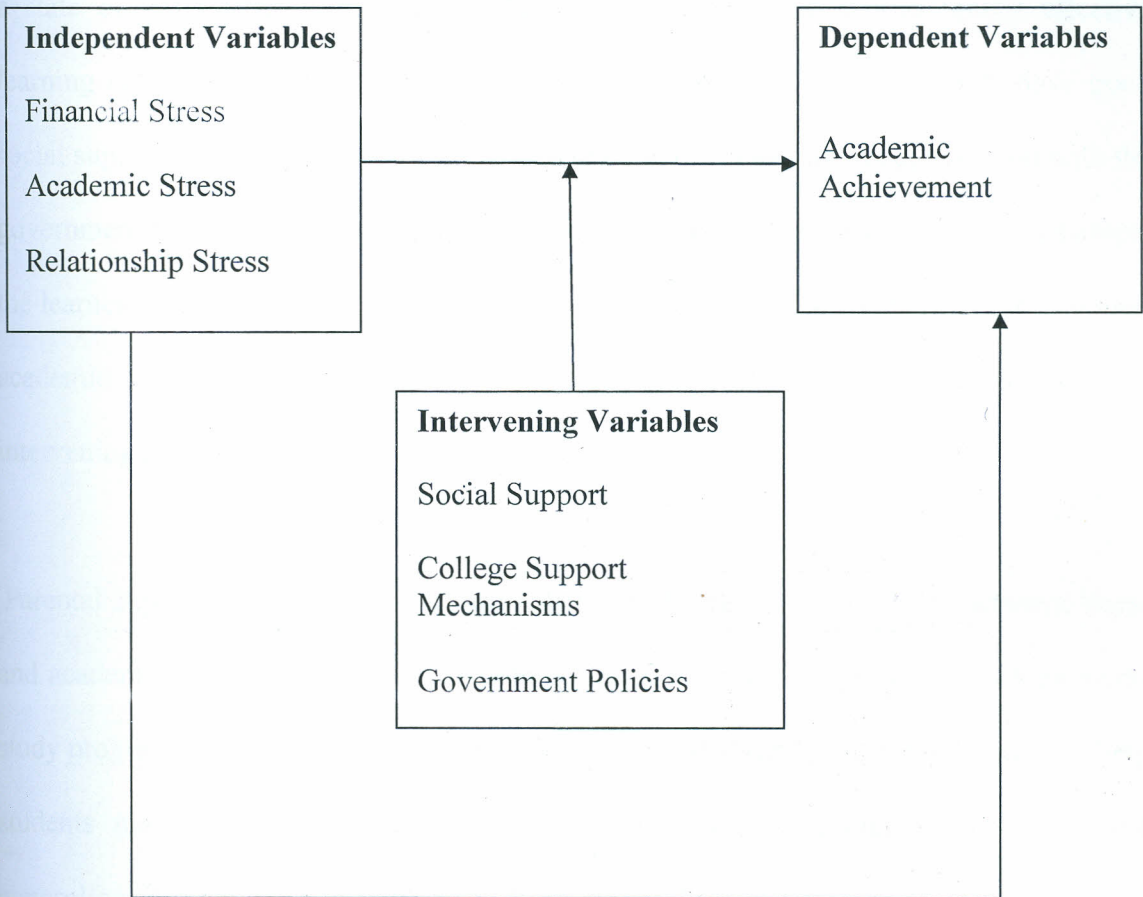 Independent Variables
Financial Stress
Academic Stress
Relationship Stress
Dependent Variables
Academic
Achievement
Intervening Variables
Social Support
College Support
Mechanisms
Government Policies